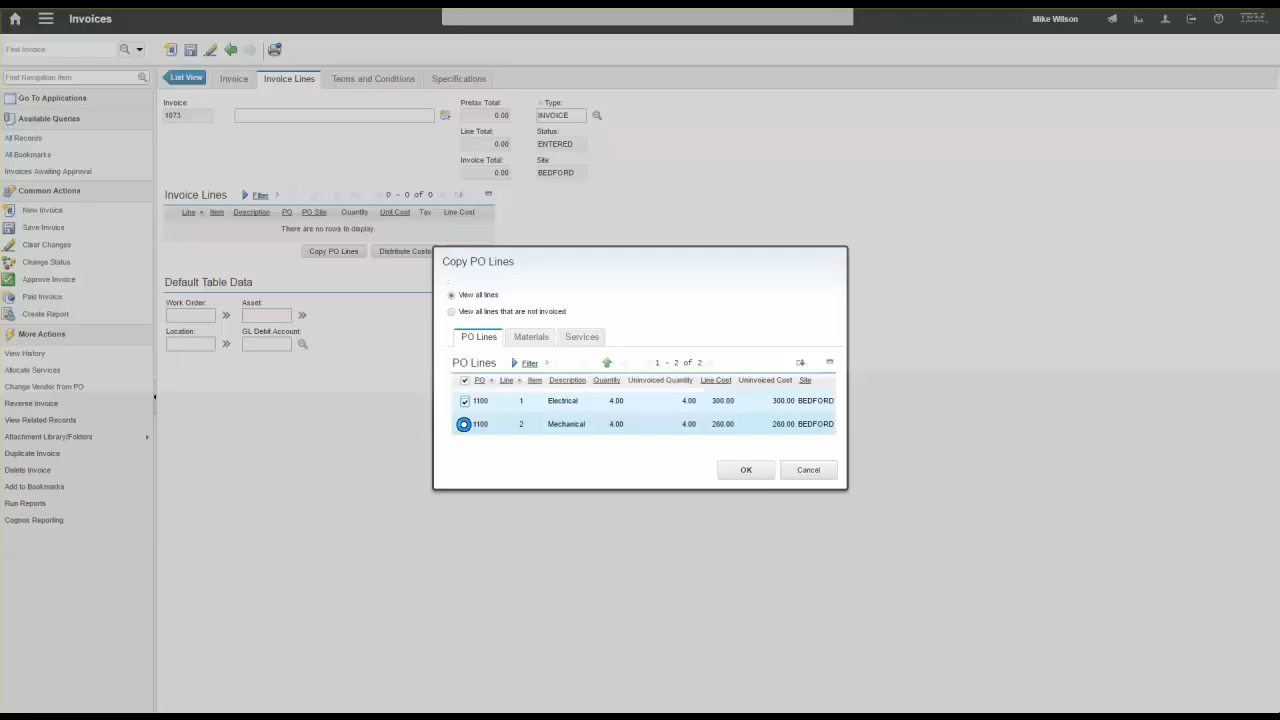 Invoices
Mike Wilson
IBM
Find Invoice
Find Navigation Item
Go To Applications
Available Queries
All Records
All Bookmarks
Invoices Awaiting Approval
Common Actions
New Invoice
Save Invoice
Clear Changes
Change Status
Approve Invoice
Paid Invoice
Create Report
More Actions
View History
Allocate Services
Change Vendor from PO
Reverse Invoice
View Related Records
Attachment Library/Folders
Duplicate Invoice
Delete Invoice
Add to Bookmarks
Run Reports
Cognos Reporting
List View Invoice Invoice Lines Terms and Conditions Specifications
Invoice: Pretax Total: Type:
1073 0.00 INVOICE
Line Total: Status:
0.00 ENTERED
Invoice Total: Site:
0.00 BEDFORD
Invoice Lines Filter 0 - 0 of 0
Line Item Description PO PO Site Quantity Unit Cost Tax Line Cost
There are no rows to display.
Copy PO Lines Distribute Costs
Default Table Data
Work Order: Asset:
Location: GL Debit Account:
Copy PO Lines
View all lines
View all lines that are not invoiced
PO Lines Materials Services
PO Lines Filter 1 - 2 of 2
PO Line Item Description Quantity Uninvoiced Quantity Line Cost Uninvoiced Cost Site
1100 1 Electrical 4.00 4.00 300.00 300.00 BEDFORD
1100 2 Mechanical 4.00 4.00 260.00 260.00 BEDFORD
OK Cancel